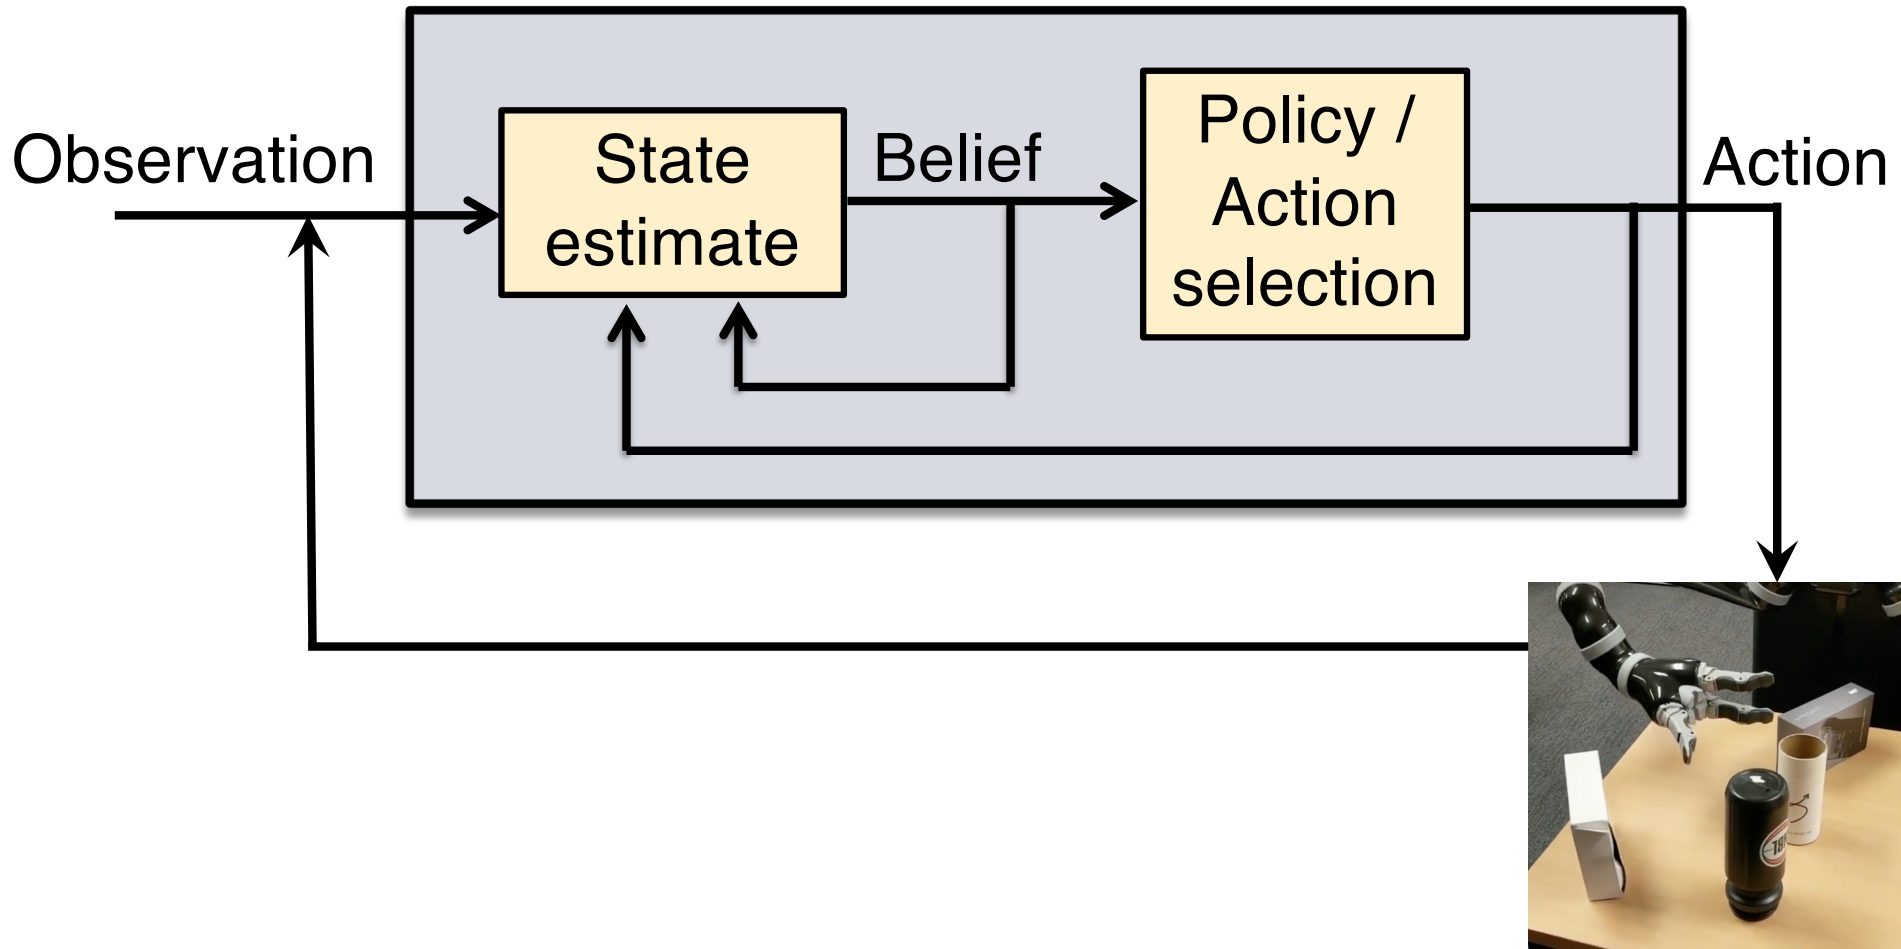 Observation
State
estimate
Belief
Policy /
Action
selection
Action